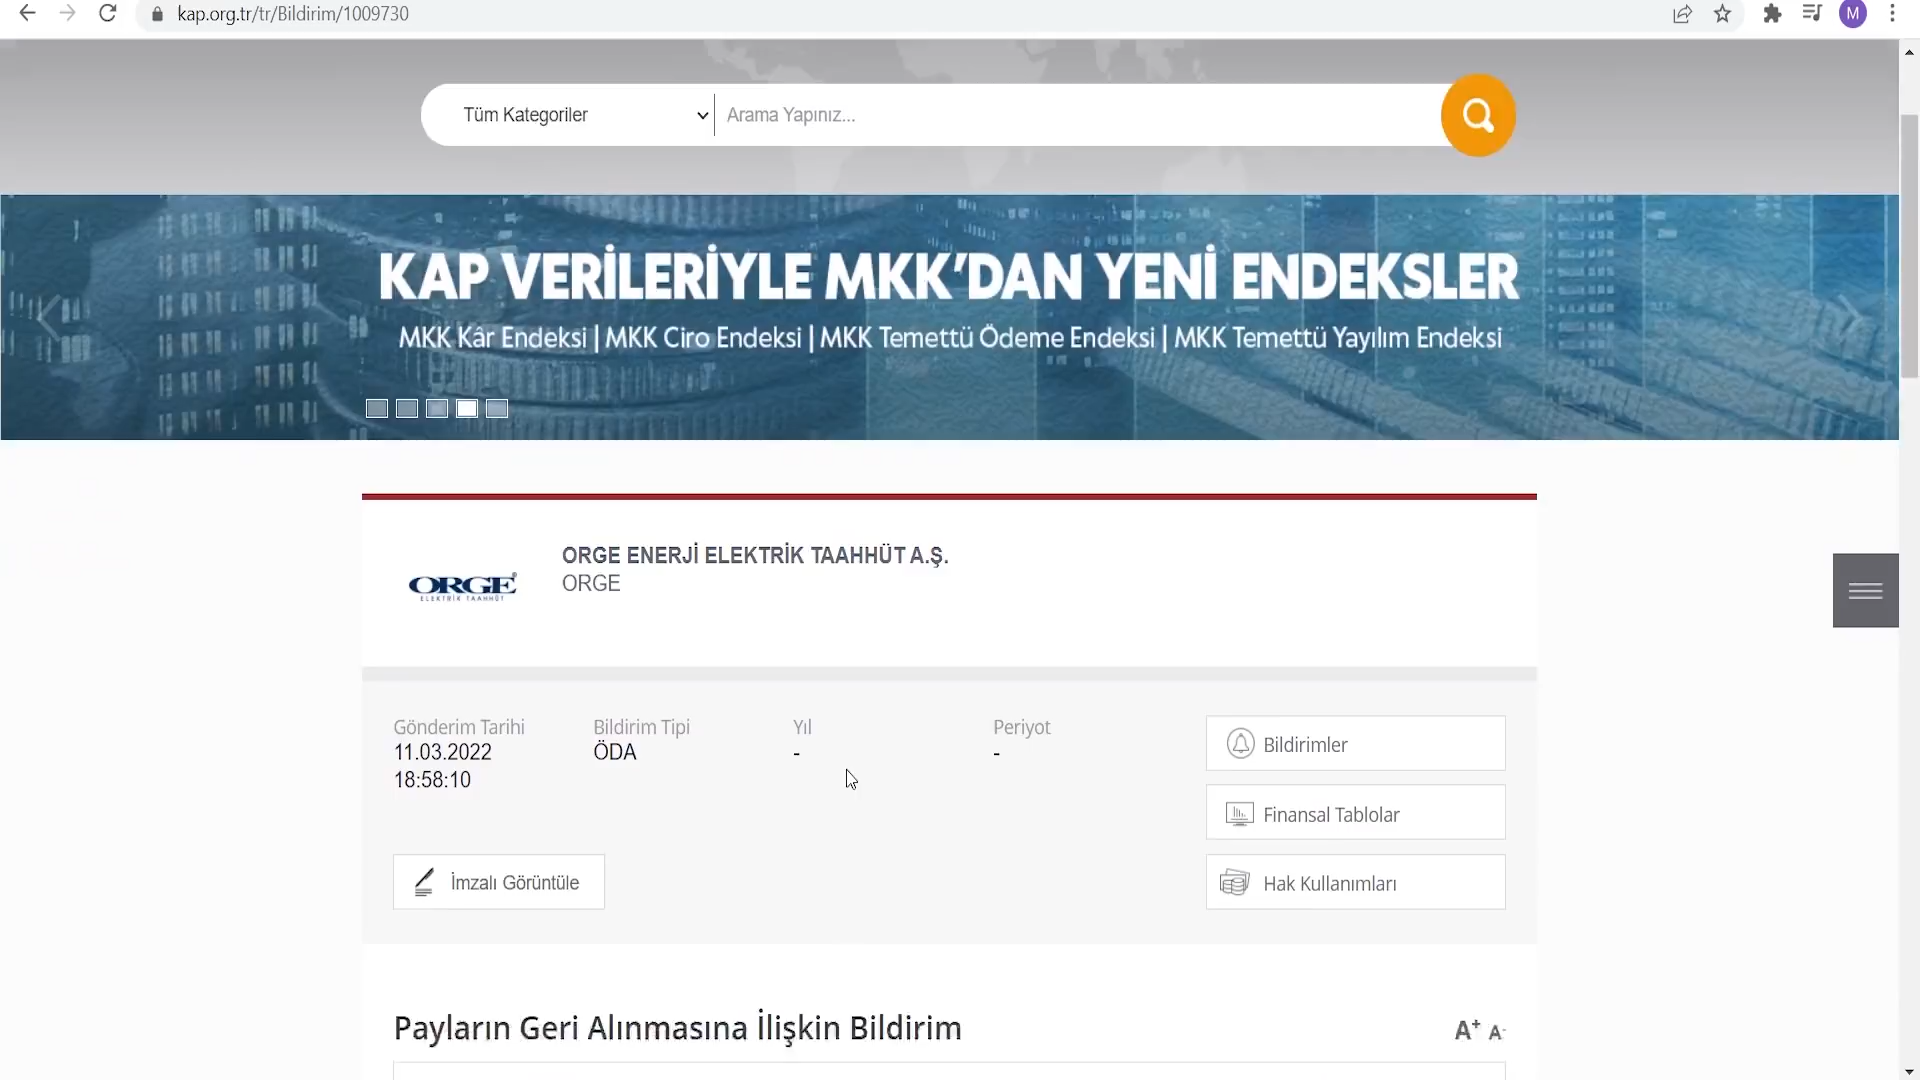 kap.org.tr/tr/Bildirim/1009730
M
Tüm Kategoriler
Arama Yapınız...
KAP VERİLERİYLE MKK'DAN YENİ ENDEKSLER
MKK Kâr Endeksi | MKK Ciro Endeksi | MKK Temettü Ödeme Endeksi | MKK Temettü Yayılım Endeksi
ORGE
ELEKTRİK TAAHHÜT
ORGE ENERJİ ELEKTRİK TAAHHÜT A.Ş.
ORGE
Gönderim Tarihi
11.03.2022
18:58:10
Bildirim Tipi
ÖDA
Yıl
-
Periyot
-
Bildirimler
Finansal Tablolar
Hak Kullanımları
İmzalı Görüntüle
Payların Geri Alınmasına İlişkin Bildirim
A+ A-